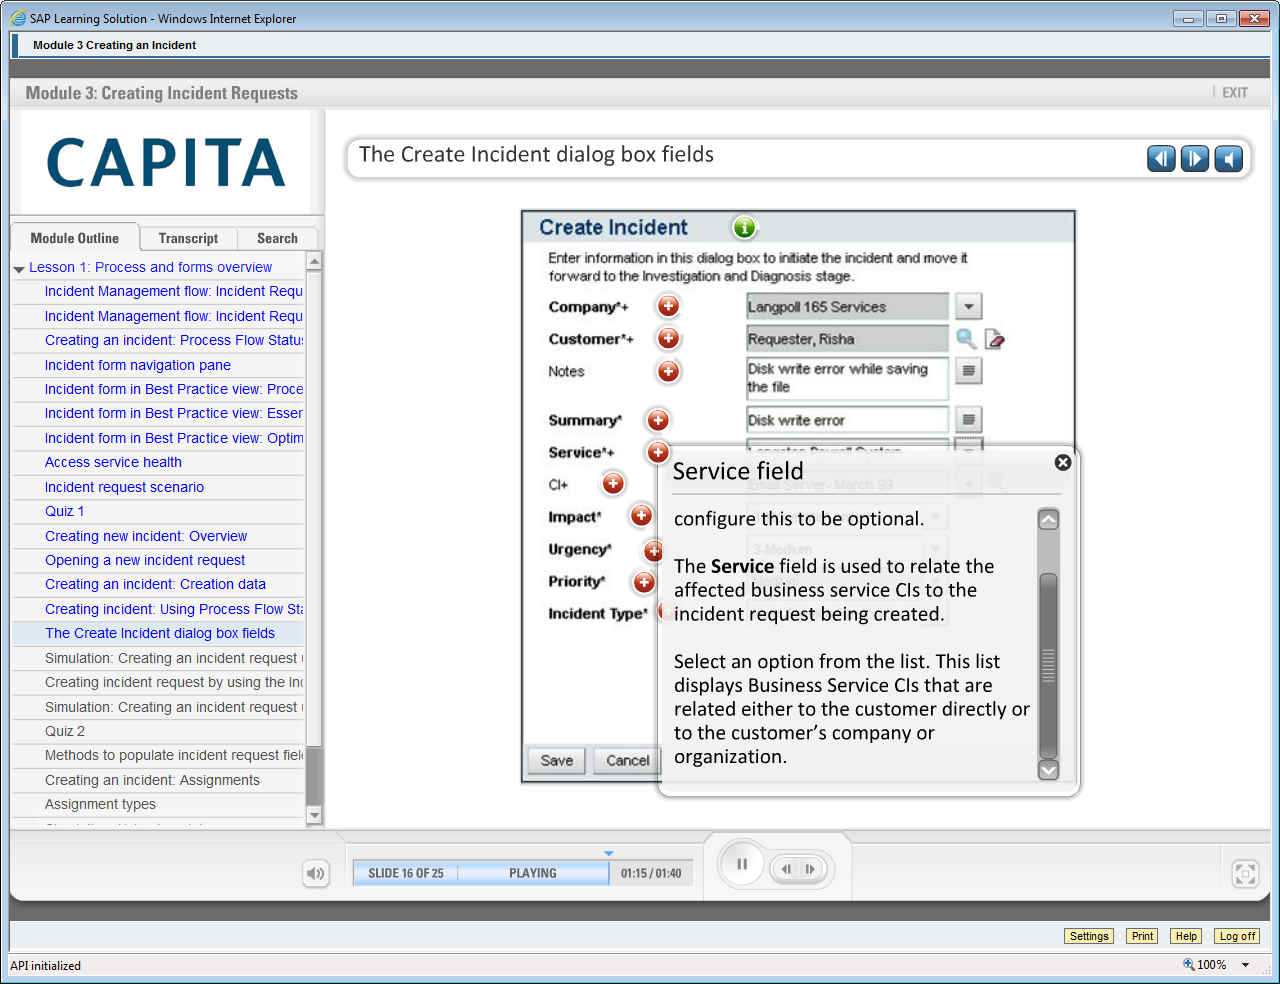 SAP Learning Solution - Windows Internet Explorer
Module 3 Creating an Incident
Module 3: Creating Incident Requests
EXIT
CAPITA
Module Outline
Transcript
Search
Lesson 1: Process and forms overview
Incident Management flow: Incident Requ
Incident Management flow: Incident Requ
Creating an incident: Process Flow Statu
Incident form navigation pane
Incident form in Best Practice view: Proce
Incident form in Best Practice view: Esser
Incident form in Best Practice view: Optim
Access service health
Incident request scenario
Quiz 1
Creating new incident: Overview
Opening a new incident request
Creating an incident: Creation data
Creating incident: Using Process Flow Sta
The Create Incident dialog box fields
Simulation: Creating an incident request
Creating incident request by using the Inc
Simulation: Creating an incident request
Quiz 2
Methods to populate incident request fiel
Creating an incident: Assignments
Assignment types
The Create Incident dialog box fields
Create Incident
Enter information in this dialog box to initiate the incident and move it
forward to the Investigation and Diagnosis stage.
Company*+
Langpoll 165 Services
Customer*+
Requester, Risha
Notes
Disk write error while saving
the file
Summary*
Disk write error
Service*+
CI+
Email Server- March 99
Impact*
Urgency*
3-Medium
Priority*
Incident Type*
Save
Cancel
Service field
configure this to be optional.
The Service field is used to relate the
affected business service CIs to the
incident request being created.
Select an option from the list. This list
displays Business Service CIs that are
related either to the customer directly or
to the customer's company or
organization.
SLIDE 16 OF 25
PLAYING
01:15 / 01:40
Settings
Print
Help
Log off
API initialized
100%